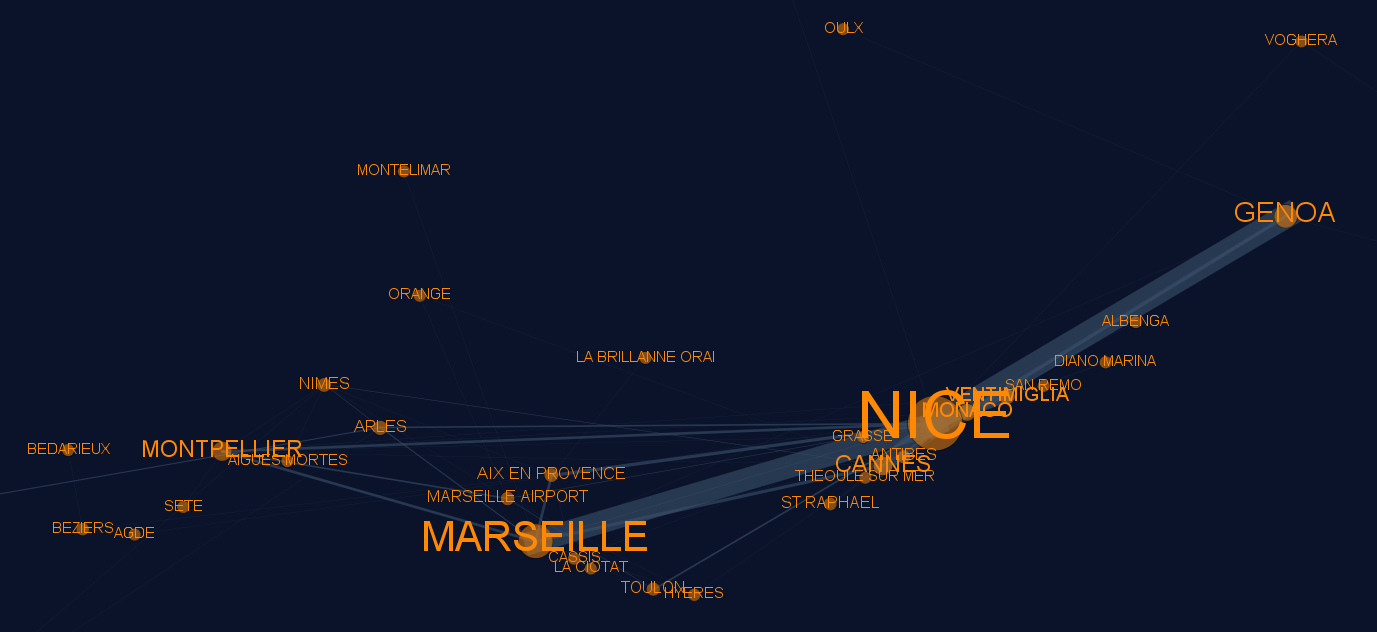 OULX
VOGHERA
MONTELIMAR
GENOA
ORANGE
ALBENGA
LA BRILLANNE ORAI
DIANO MARINA
NIMES
SAN REMO
VENTIMIGLIA
MONACO
NICE
ARLES
GRASSE
BEDARIEUX
MONTPELLIER
AIGUES MORTES
ANTIBES
CANNES
AIX EN PROVENCE
THEOULE SUR MER
MARSEILLE AIRPORT
ST RAPHAEL
SETE
BEZIERS
AGDE
MARSEILLE
CASSIS
LA CIOTAT
TOULON
HYERES